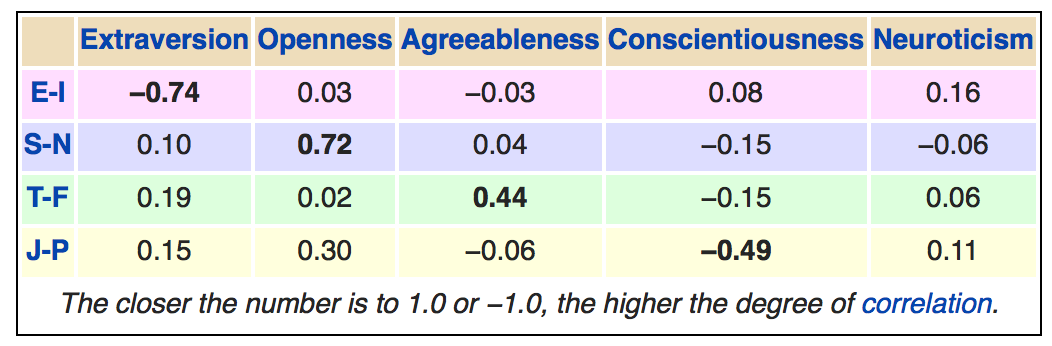 Extraversion Openness Agreeableness Conscientiousness Neuroticism
E-I −0.74 0.03 −0.03 0.08 0.16
S-N 0.10 0.72 0.04 −0.15 −0.06
T-F 0.19 0.02 0.44 −0.15 0.06
J-P 0.15 0.30 −0.06 −0.49 0.11
The closer the number is to 1.0 or −1.0, the higher the degree of correlation.